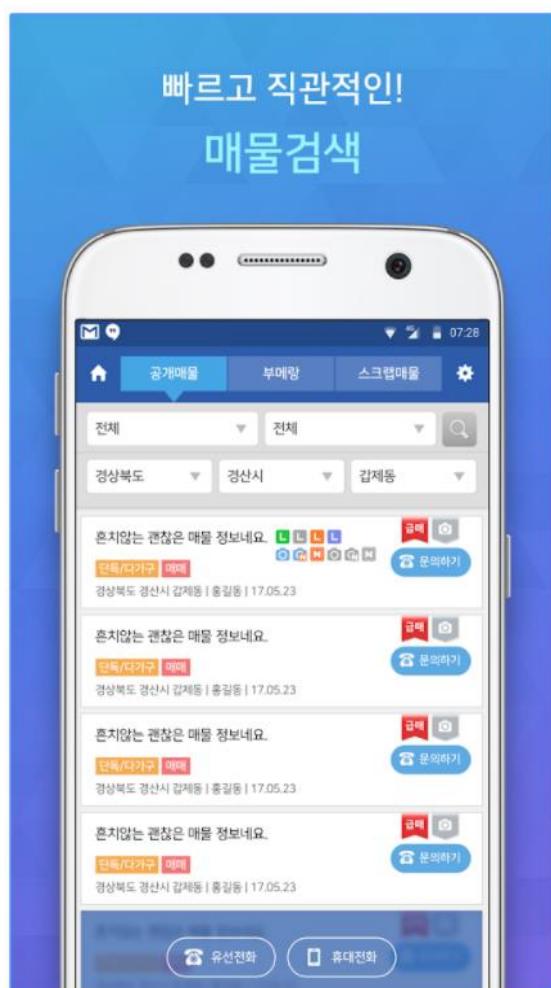 빠르고 직관적인!
매물검색
4G 07:28
공개매물 부메랑 스크랩매물
전체 전체
경상북도 경산시 갑제동
흔치않는 괜찮은 매물 정보네요. L L L L 급매
단독/다가구 매매 문의하기
경상북도 경산시 갑제동 | 홍길동 | 17.05.23
흔치않는 괜찮은 매물 정보네요. 급매
단독/다가구 매매 문의하기
경상북도 경산시 갑제동 | 홍길동 | 17.05.23
흔치않는 괜찮은 매물 정보네요. 급매
단독/다가구 매매 문의하기
경상북도 경산시 갑제동 | 홍길동 | 17.05.23
흔치않는 괜찮은 매물 정보네요. 급매
단독/다가구 매매 문의하기
경상북도 경산시 갑제동 | 홍길동 | 17.05.23
유선전화 휴대전화